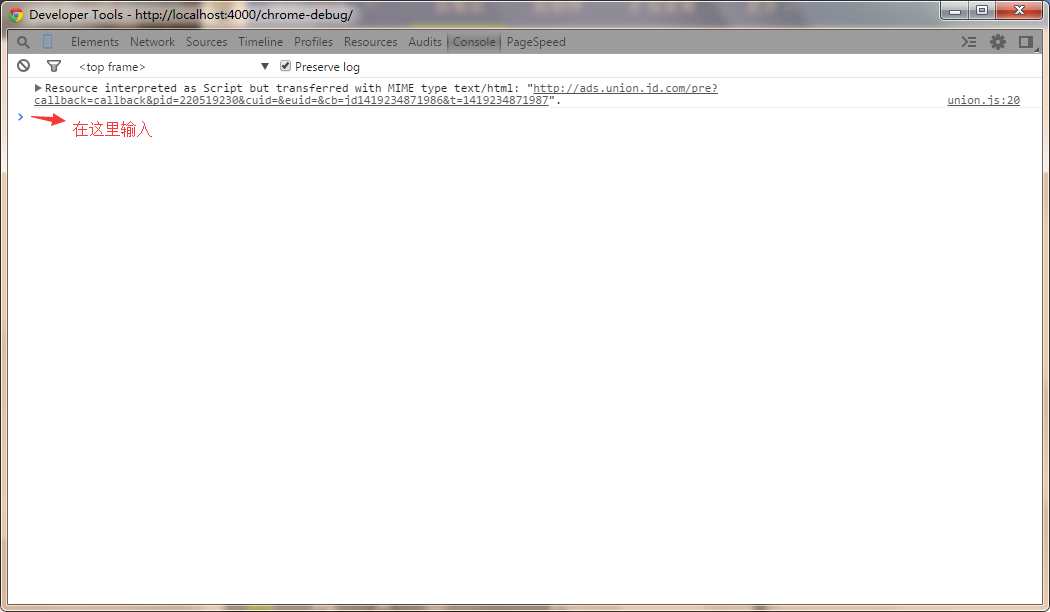 Developer Tools - http://localhost:4000/chrome-debug/
Elements Network Sources Timeline Profiles Resources Audits Console PageSpeed
<top frame> ▼ Preserve log
Resource interpreted as Script but transferred with MIME type text/html: "http://ads.union.jd.com/pre?
callback=callback&pid=220519230&cuid=&euid=&cb=jd1419234871986&t=1419234871987". union.js:20
在这里输入